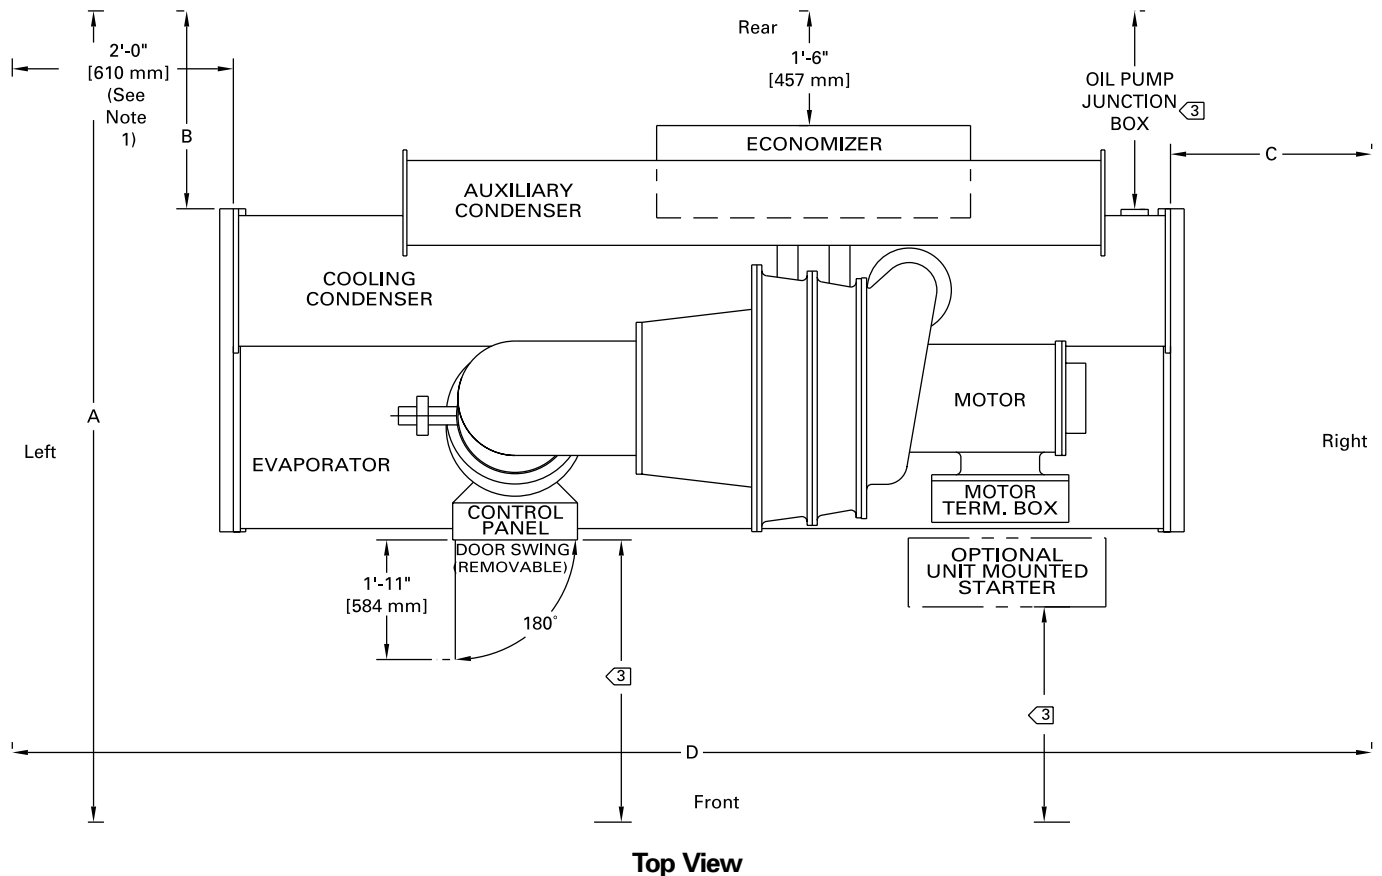 Rear
2'-0"
[610 mm]
(See
Note
1)
1'-6"
[457 mm]
OIL PUMP
JUNCTION
BOX
3
B
C
ECONOMIZER
AUXILIARY
CONDENSER
COOLING
CONDENSER
A
MOTOR
Left
Right
EVAPORATOR
MOTOR
TERM. BOX
CONTROL
PANEL
DOOR SWING
(REMOVABLE)
OPTIONAL
UNIT MOUNTED
STARTER
1'-11"
[584 mm]
180°
3
3
D
Front
Top View